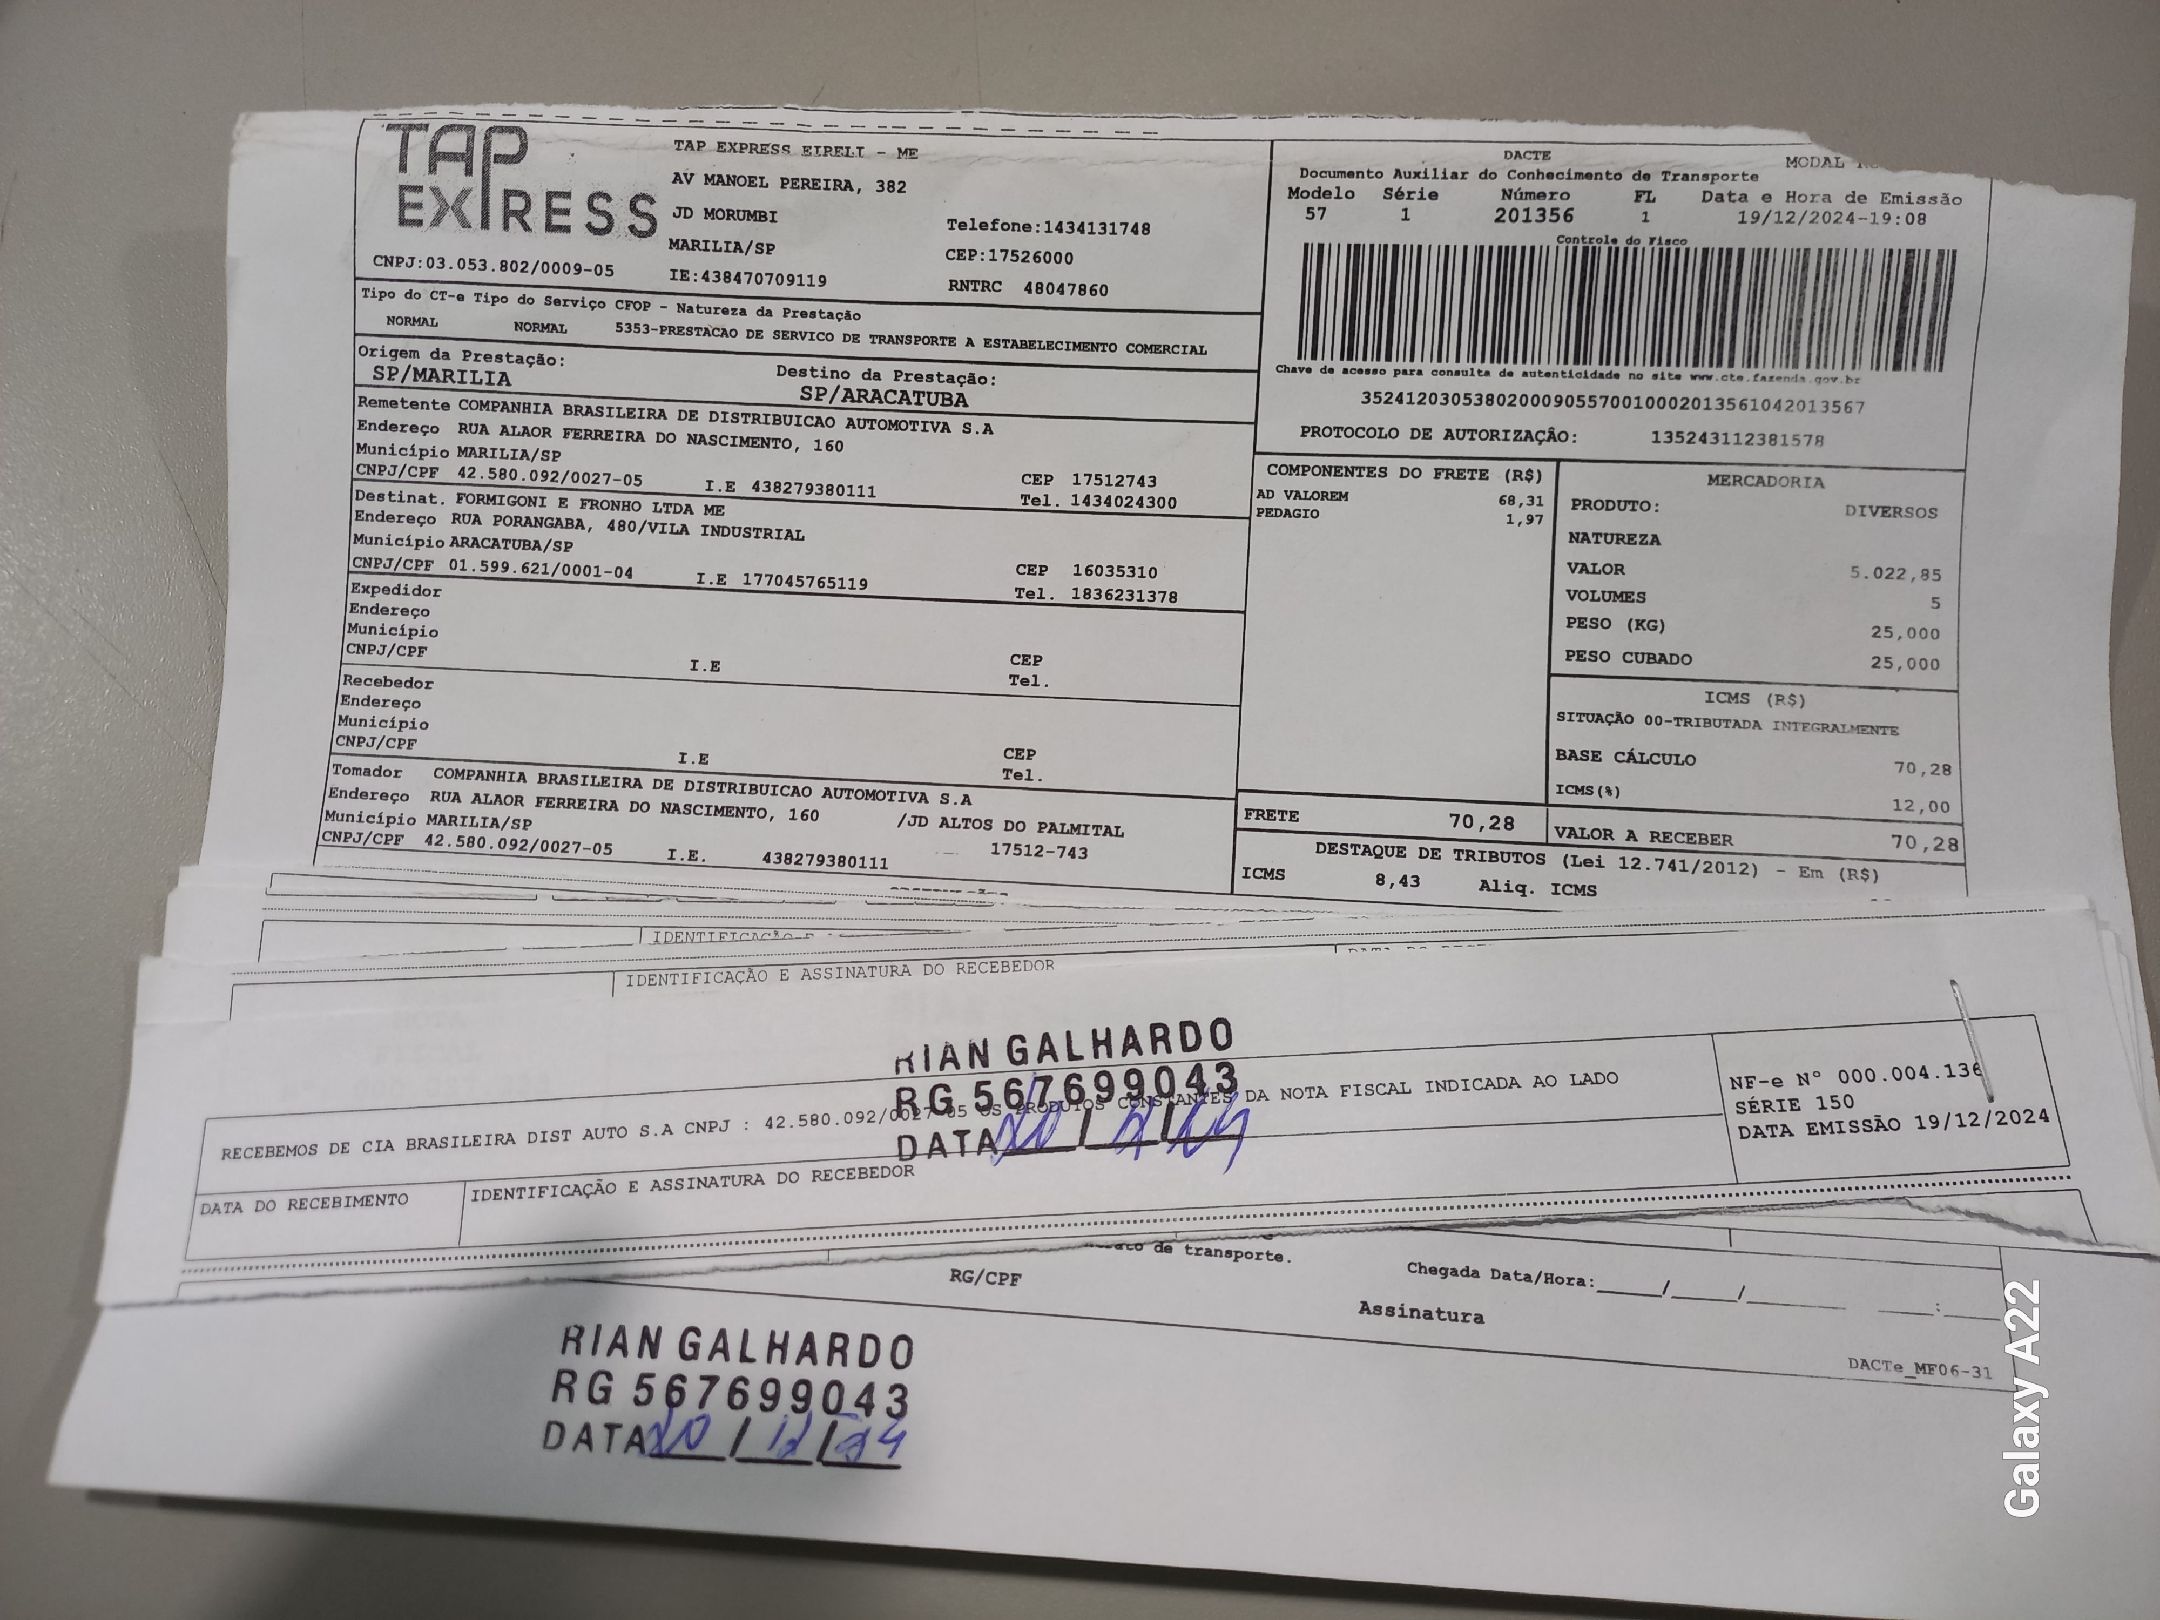 TAP EXPRESS
TAP EXPRESS EIRELI - ME
AV MANOEL PEREIRA, 382
JD MORUMBI
Telefone:1434131748
MARILIA/SP
CEP:17526000
CNPJ:03.053.802/0009-05
IE:438470709119
RNTRC 48047860
DACTE
MODAL
Documento Auxiliar do Conhecimento de Transporte
Modelo Série Número FL Data e Hora de Emissão
57 1 201356 1 19/12/2024-19:08
Controle do Fisco
Chave de acesso para consulta de autenticidade no site www.cte.fazenda.gov.br
35241203053802000905570010002013561042013567
PROTOCOLO DE AUTORIZAÇÃO: 135243112381578
Tipo do CT-e Tipo do Serviço CFOP - Natureza da Prestação
NORMAL NORMAL 5353-PRESTACAO DE SERVICO DE TRANSPORTE A ESTABELECIMENTO COMERCIAL
Origem da Prestação: Destino da Prestação:
SP/MARILIA SP/ARACATUBA
Remetente COMPANHIA BRASILEIRA DE DISTRIBUICAO AUTOMOTIVA S.A
Endereço RUA ALAOR FERREIRA DO NASCIMENTO, 160
Município MARILIA/SP CEP 17512743
CNPJ/CPF 42.580.092/0027-05 I.E 438279380111 Tel. 1434024300
Destinat. FORMIGONI E FRONHO LTDA ME
Endereço RUA PORANGABA, 480/VILA INDUSTRIAL
Município ARACATUBA/SP CEP 16035310
CNPJ/CPF 01.599.621/0001-04 I.E 177045765119 Tel. 1836231378
Expedidor
Endereço
Município CEP
CNPJ/CPF I.E Tel.
Recebedor
Endereço
Município CEP
CNPJ/CPF I.E Tel.
Tomador COMPANHIA BRASILEIRA DE DISTRIBUICAO AUTOMOTIVA S.A
Endereço RUA ALAOR FERREIRA DO NASCIMENTO, 160 /JD ALTOS DO PALMITAL
Município MARILIA/SP 17512-743
CNPJ/CPF 42.580.092/0027-05 I.E. 438279380111
COMPONENTES DO FRETE (R$)
AD VALOREM 68,31
PEDAGIO 1,97
MERCADORIA
PRODUTO: DIVERSOS
NATUREZA
VALOR 5.022,85
VOLUMES 5
PESO (KG) 25,000
PESO CUBADO 25,000
ICMS (R$)
SITUAÇÃO 00-TRIBUTADA INTEGRALMENTE
BASE CÁLCULO 70,28
ICMS(%) 12,00
FRETE 70,28 VALOR A RECEBER 70,28
DESTAQUE DE TRIBUTOS (Lei 12.741/2012) - Em (R$)
ICMS 8,43 Aliq. ICMS
IDENTIFICAÇÃO E
IDENTIFICAÇÃO E ASSINATURA DO RECEBEDOR
RIAN GALHARDO
RG 567699043
DATA 20/12/24
RECEBEMOS DE CIA BRASILEIRA DIST AUTO S.A CNPJ : 42.580.092/0027-05 OS PRODUTOS CONSTANTES DA NOTA FISCAL INDICADA AO LADO
NF-e Nº 000.004.136
SÉRIE 150
DATA EMISSÃO 19/12/2024
DATA DO RECEBIMENTO IDENTIFICAÇÃO E ASSINATURA DO RECEBEDOR
de transporte.
RG/CPF Chegada Data/Hora:____/____/______ ___:____
Assinatura
DACTe_MF06-31
RIAN GALHARDO
RG 567699043
DATA 20/12/24
Galaxy A22